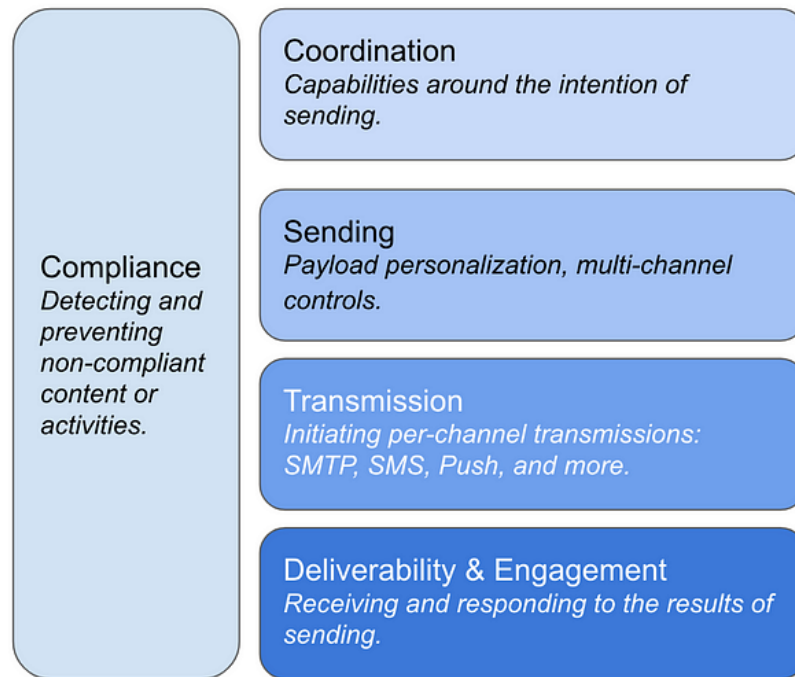 Compliance
Detecting and
preventing
non-compliant
content or
activities.
Coordination
Capabilities around the intention of
sending.
Sending
Payload personalization, multi-channel
controls.
Transmission
Initiating per-channel transmissions:
SMTP, SMS, Push, and more.
Deliverability & Engagement
Receiving and responding to the results of
sending.